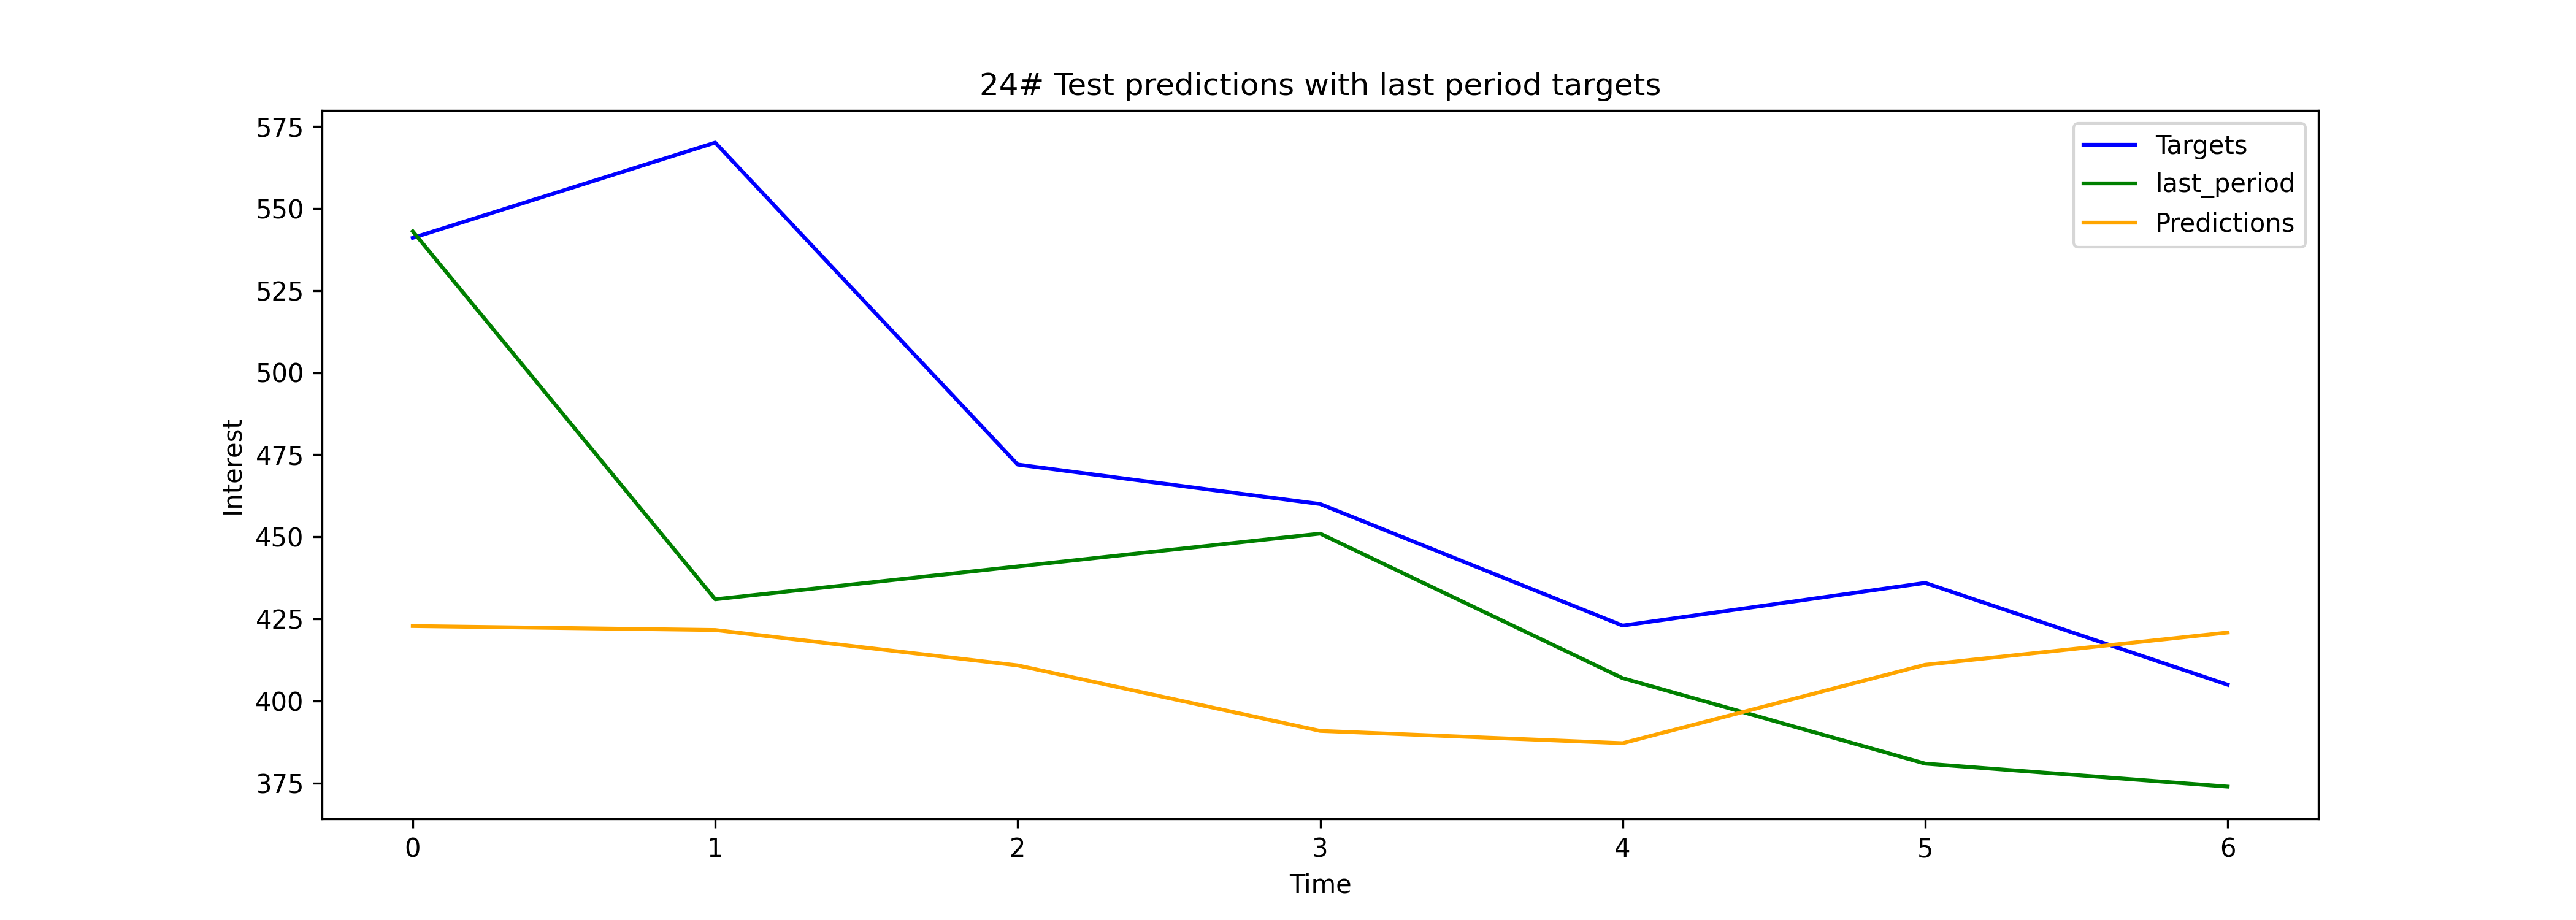 24# Test predictions with last period targets
575
550
525
500
475
450
425
400
375
Interest
Targets
last_period
Predictions
0 1 2 3 4 5 6
Time